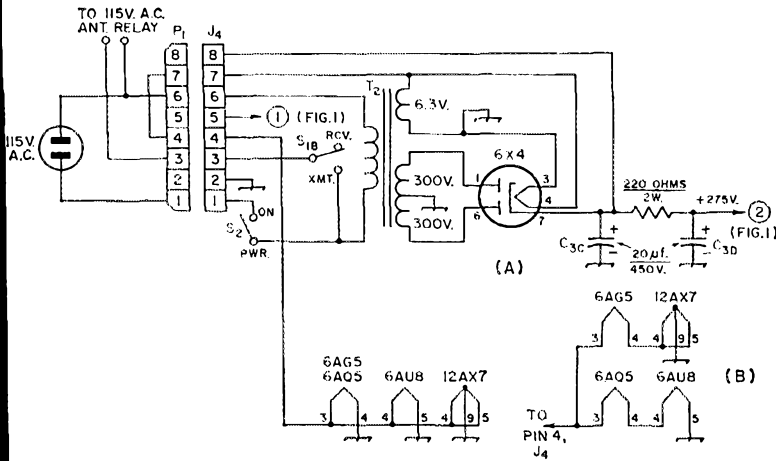 TO 115V. A.C.
ANT. RELAY
P1
J4
8
7
6
5
4
3
2
1
8
7
6
5
4
3
2
1
115V.
A.C.
1
(FIG.1)
S1B
RCV.
XMT.
S2
ON
PWR.
T2
6.3V.
300V.
300V.
6X4
1
6
3
4
7
220 OHMS
2W.
+275V.
2
(FIG.1)
+
-
C3C
20µf.
450V.
+
-
C3D
(A)
6AG5
6AQ5
6AU8
12AX7
3
4
4
5
4
9
5
6AG5
12AX7
3
4
4
9
5
6AQ5
6AU8
(B)
3
4
4
5
TO
PIN 4,
J4